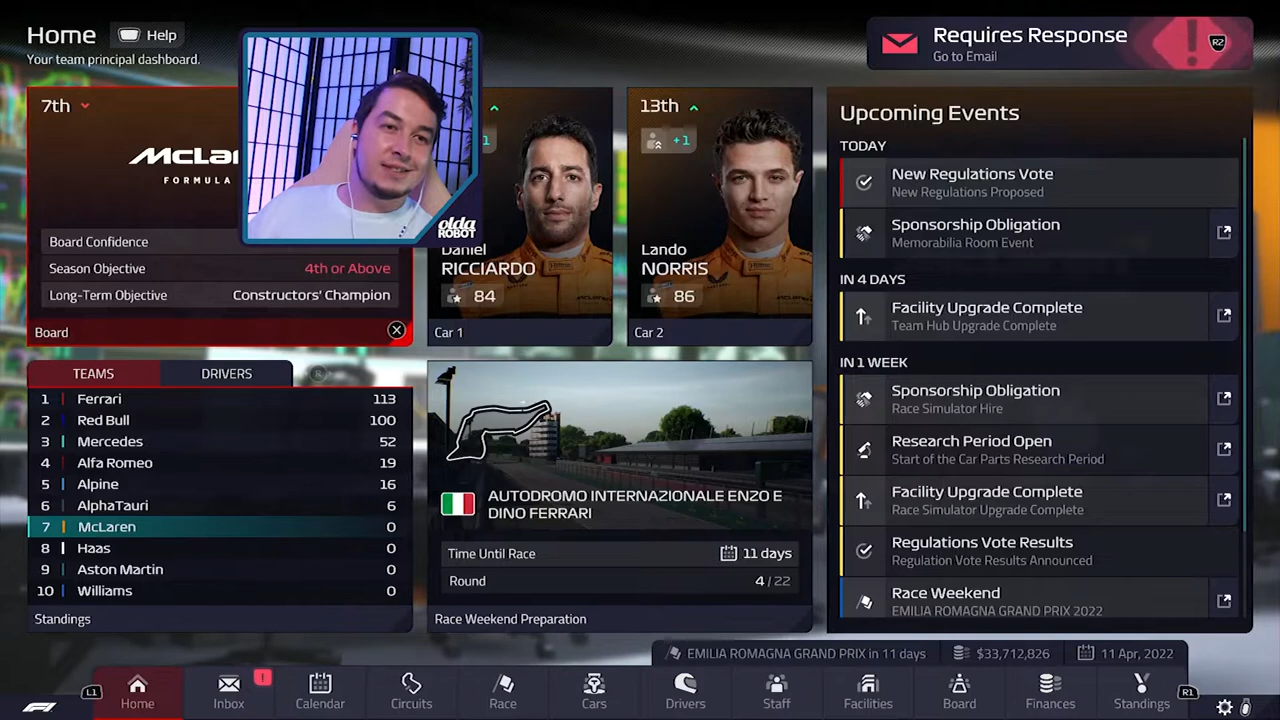 Home
Help
Your team principal dashboard.
Requires Response
Go to Email
R2
7th
McLa
FORMULA
Board Confidence
Season Objective 4th or Above
Long-Term Objective Constructors' Champion
Board
olda
ROBOT
Daniel
RICCIARDO
84
Car 1
13th
+1
Lando
NORRIS
86
Car 2
Upcoming Events
TODAY
New Regulations Vote
New Regulations Proposed
Sponsorship Obligation
Memorabilia Room Event
IN 4 DAYS
Facility Upgrade Complete
Team Hub Upgrade Complete
IN 1 WEEK
Sponsorship Obligation
Race Simulator Hire
Research Period Open
Start of the Car Parts Research Period
Facility Upgrade Complete
Race Simulator Upgrade Complete
Regulations Vote Results
Regulation Vote Results Announced
Race Weekend
EMILIA ROMAGNA GRAND PRIX 2022
TEAMS DRIVERS
1 Ferrari 113
2 Red Bull 100
3 Mercedes 52
4 Alfa Romeo 19
5 Alpine 16
6 AlphaTauri 6
7 McLaren 0
8 Haas 0
9 Aston Martin 0
10 Williams 0
Standings
AUTODROMO INTERNAZIONALE ENZO E
DINO FERRARI
Time Until Race 11 days
Round 4/22
Race Weekend Preparation
EMILIA ROMAGNA GRAND PRIX in 11 days $33,712,826 11 Apr, 2022
L1 Home Inbox Calendar Circuits Race Cars Drivers Staff Facilities Board Finances Standings R1